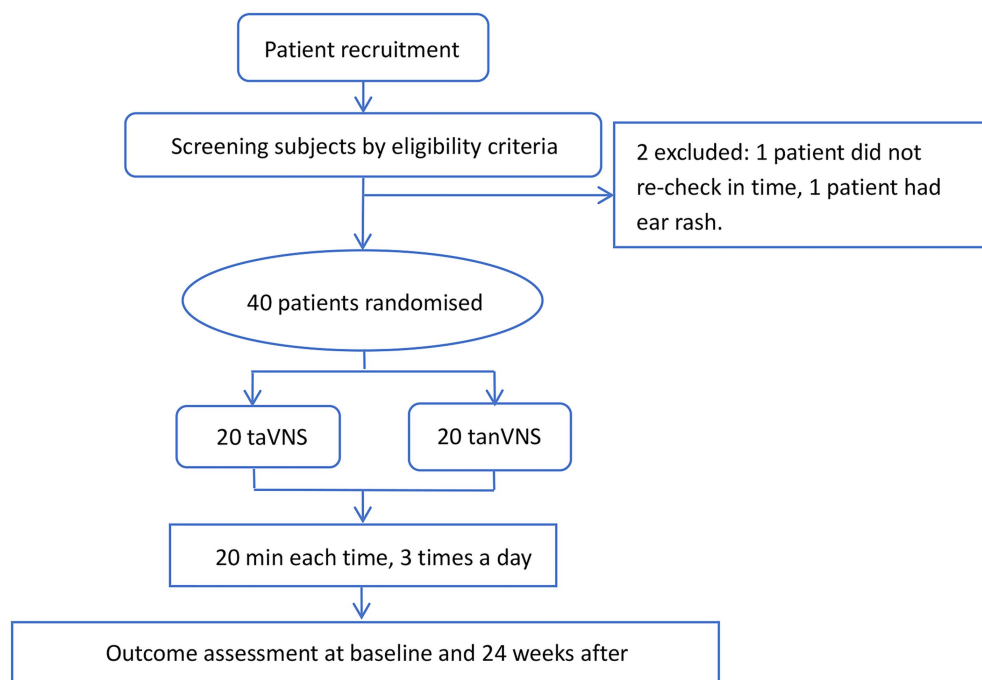 Patient recruitment
Screening subjects by eligibility criteria
2 excluded: 1 patient did not
re-check in time, 1 patient had
ear rash.
40 patients randomised
20 taVNS
20 tanVNS
20 min each time, 3 times a day
Outcome assessment at baseline and 24 weeks after